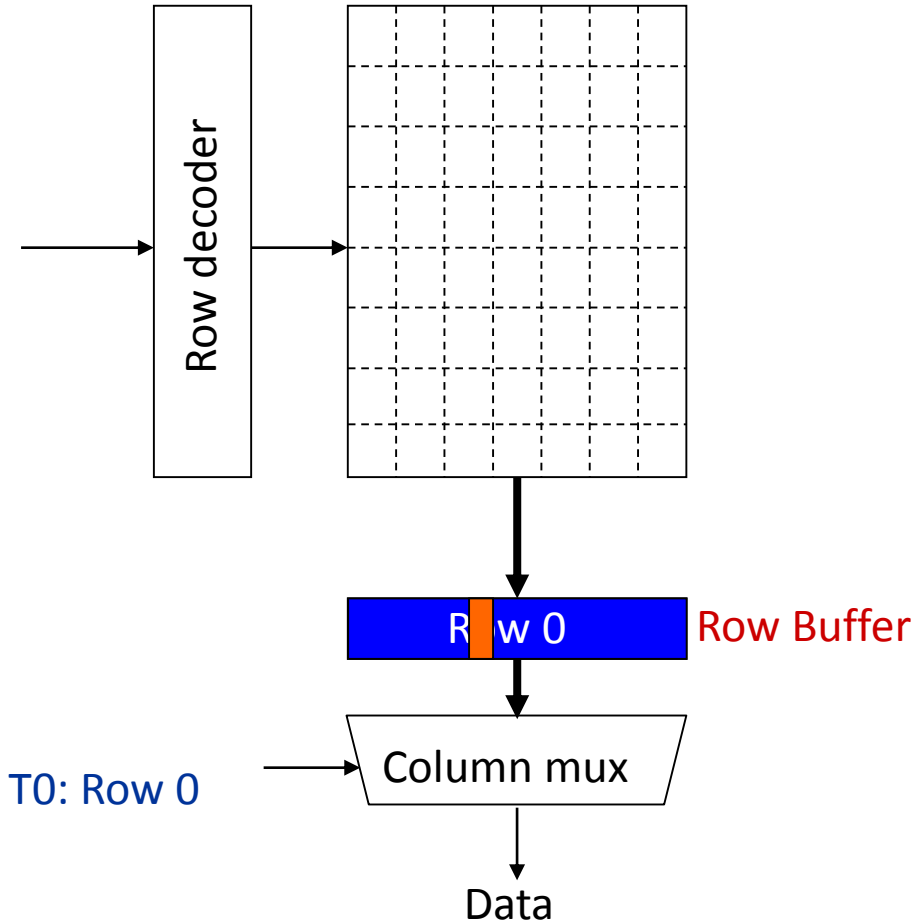 Row decoder
Row 0
Row Buffer
T0: Row 0
Column mux
Data